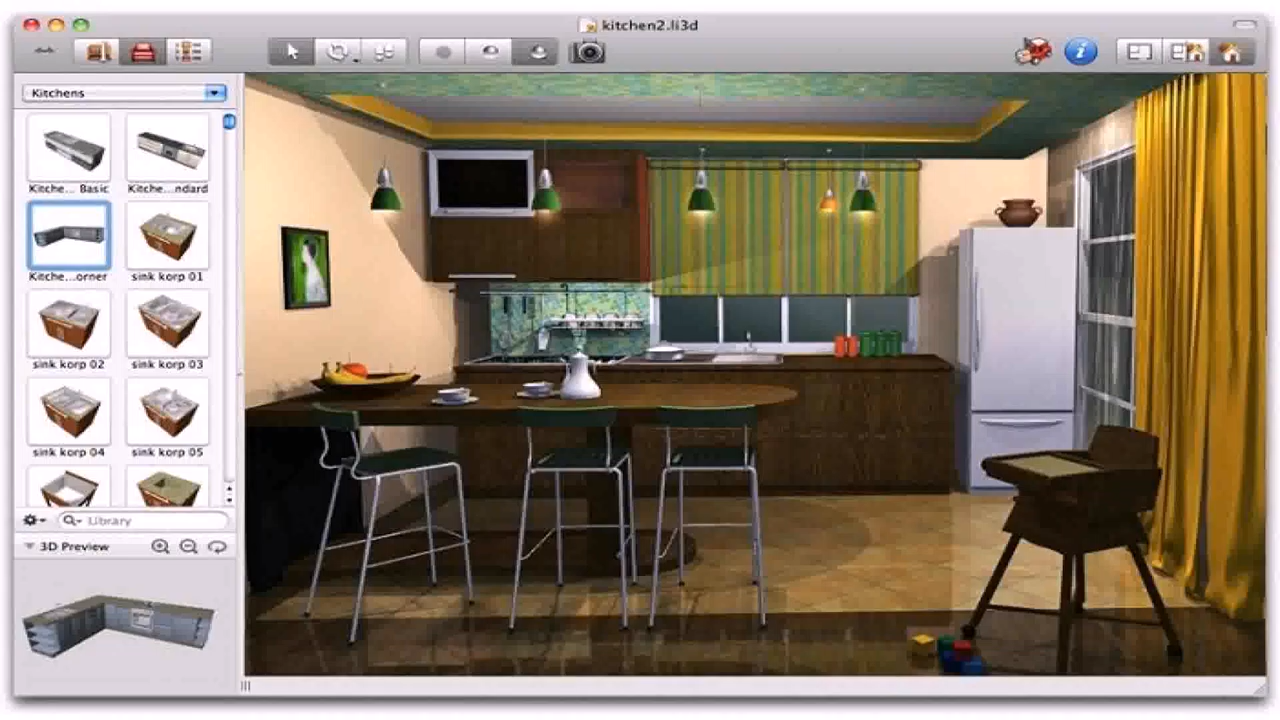 kitchen2.li3d
Kitchens
Kitche... Basic
Kitche...ndard
Kitche...orner
sink korp 01
sink korp 02
sink korp 03
sink korp 04
sink korp 05
Library
3D Preview